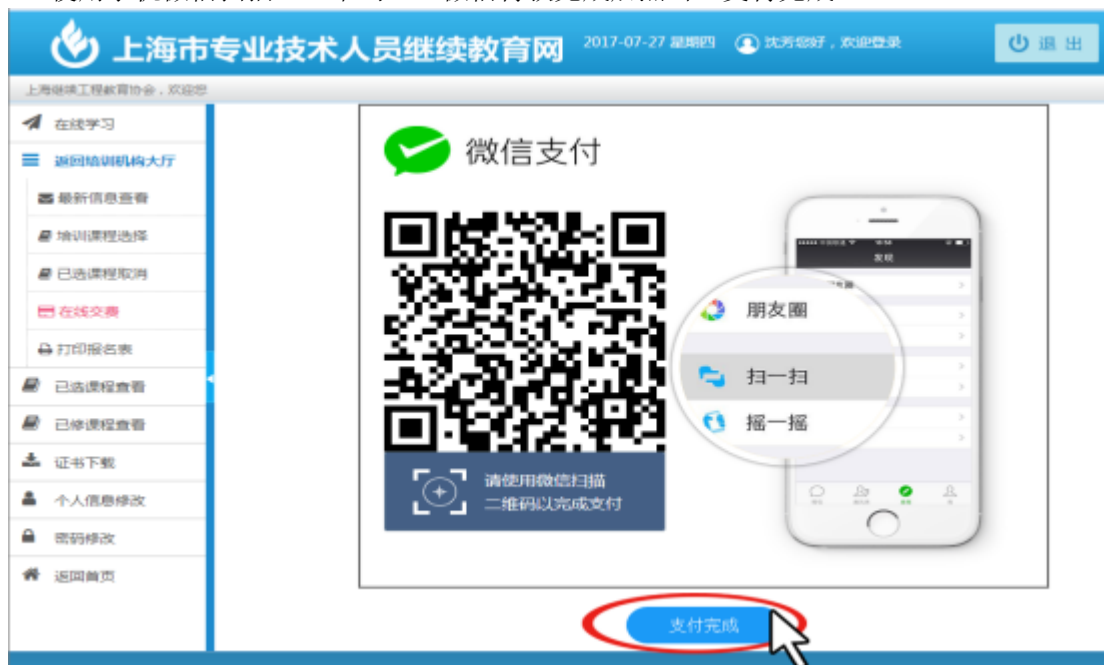 上海市专业技术人员继续教育网
2017-07-27 星期四
沈芳您好，欢迎登录
退 出
上海继续工程教育协会，欢迎您
在线学习
返回培训机构大厅
最新信息查看
培训课程选择
已选课程取消
在线交费
打印报名表
已选课程查看
已修课程查看
证书下载
个人信息修改
密码修改
返回首页
微信支付
请使用微信扫描
二维码以完成支付
发现
朋友圈
扫一扫
摇一摇
支付完成